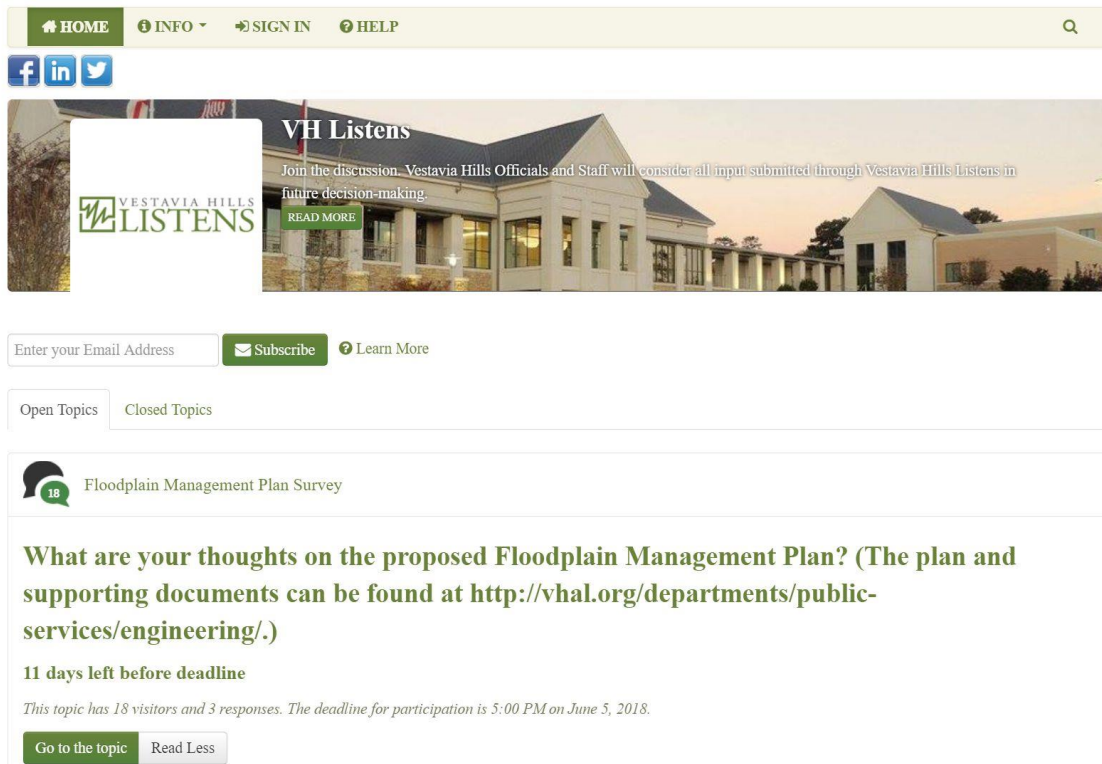 HOME INFO SIGN IN HELP
f in
VESTAVIA HILLS
LISTENS
VH Listens
Join the discussion. Vestavia Hills Officials and Staff will consider all input submitted through Vestavia Hills Listens in
future decision-making.
READ MORE
Enter your Email Address Subscribe Learn More
Open Topics Closed Topics
18 Floodplain Management Plan Survey
What are your thoughts on the proposed Floodplain Management Plan? (The plan and
supporting documents can be found at http://vhal.org/departments/public-
services/engineering/.)
11 days left before deadline
This topic has 18 visitors and 3 responses. The deadline for participation is 5:00 PM on June 5, 2018.
Go to the topic Read Less